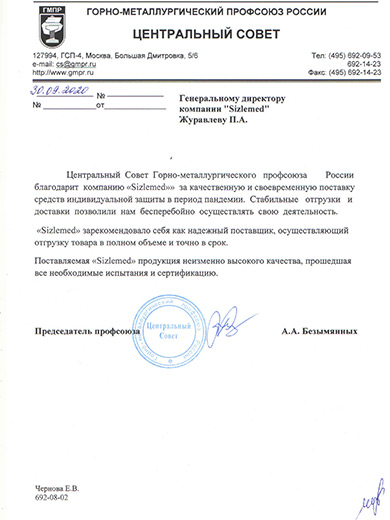 ГМПР
ГОРНО-МЕТАЛЛУРГИЧЕСКИЙ ПРОФСОЮЗ РОССИИ
ЦЕНТРАЛЬНЫЙ СОВЕТ
127994, ГСП-4, Москва, Большая Дмитровка, 5/6
e-mail: cs@gmpr.ru
http://www.gmpr.ru
Тел: (495) 692-09-53
692-14-23
Факс: (495) 692-14-23
30.09.2020 №
№ от
Генеральному директору
компании "Sizlemed"
Журавлеву П.А.
Центральный Совет Горно-металлургического профсоюза России
благодарит компанию «Sizlemed»» за качественную и своевременную поставку
средств индивидуальной защиты в период пандемии. Стабильные отгрузки и
доставки позволили нам бесперебойно осуществлять свою деятельность.
«Sizlemed» зарекомендовало себя как надежный поставщик, осуществляющий
отгрузку товара в полном объеме и точно в срок.
Поставляемая «Sizlemed» продукция неизменно высокого качества, прошедшая
все необходимые испытания и сертификацию.
Председатель профсоюза
Центральный
Совет
А.А. Безымянных
Чернова Е.В.
692-08-02